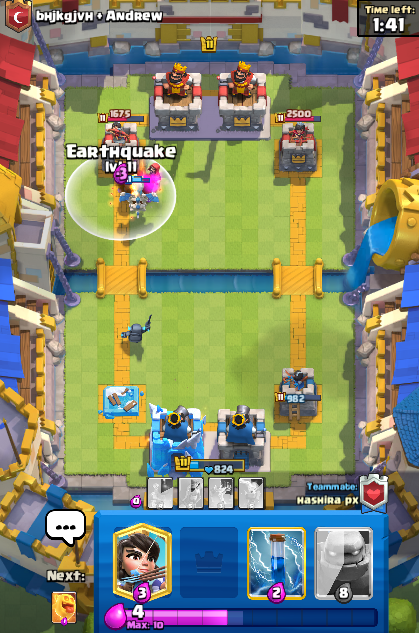 bhjkgjvh + Andrew
Time left:
1:41
1675
2500
Earthquake
lvl 11
3
982
824
Teammate:
Hashira px
...
Next:
3
2
8
4
Max: 10